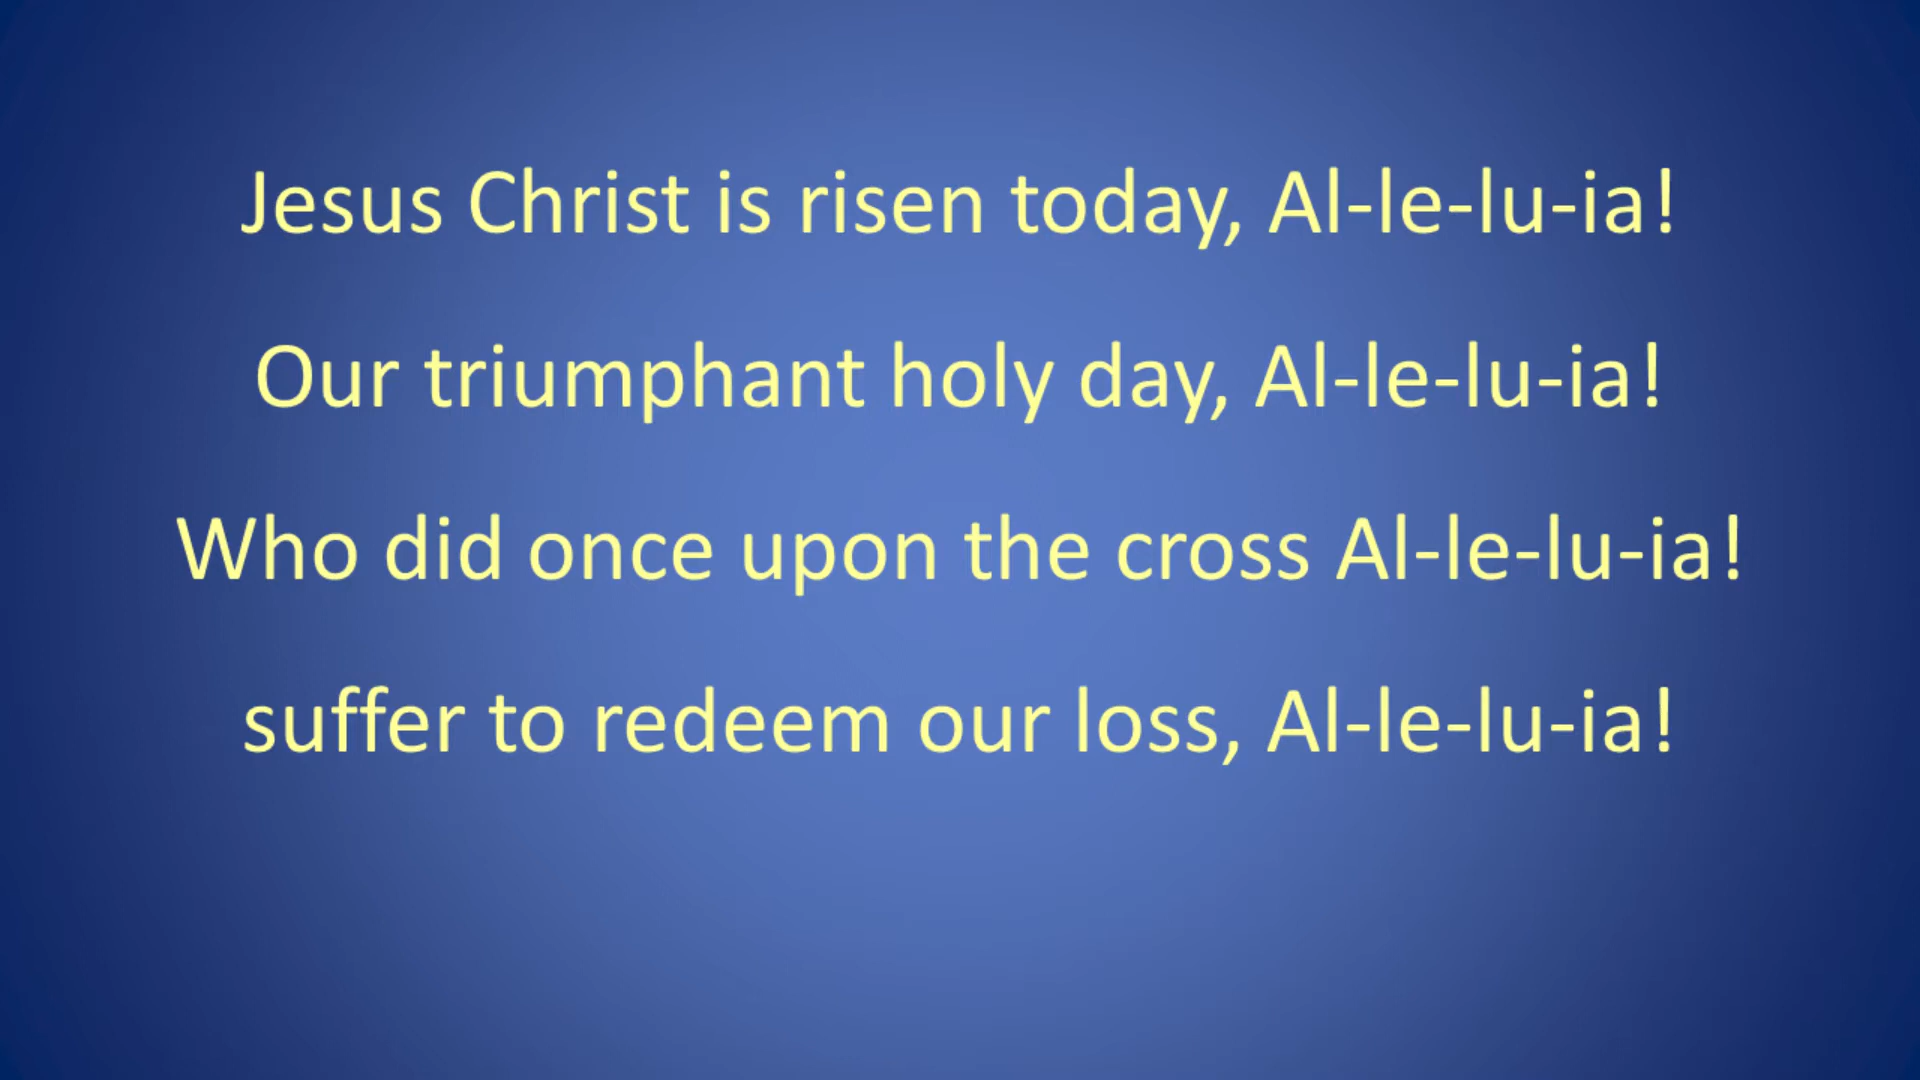 Jesus Christ is risen today, Al-le-lu-ia!
Our triumphant holy day, Al-le-lu-ia!
Who did once upon the cross Al-le-lu-ia!
suffer to redeem our loss, Al-le-lu-ia!